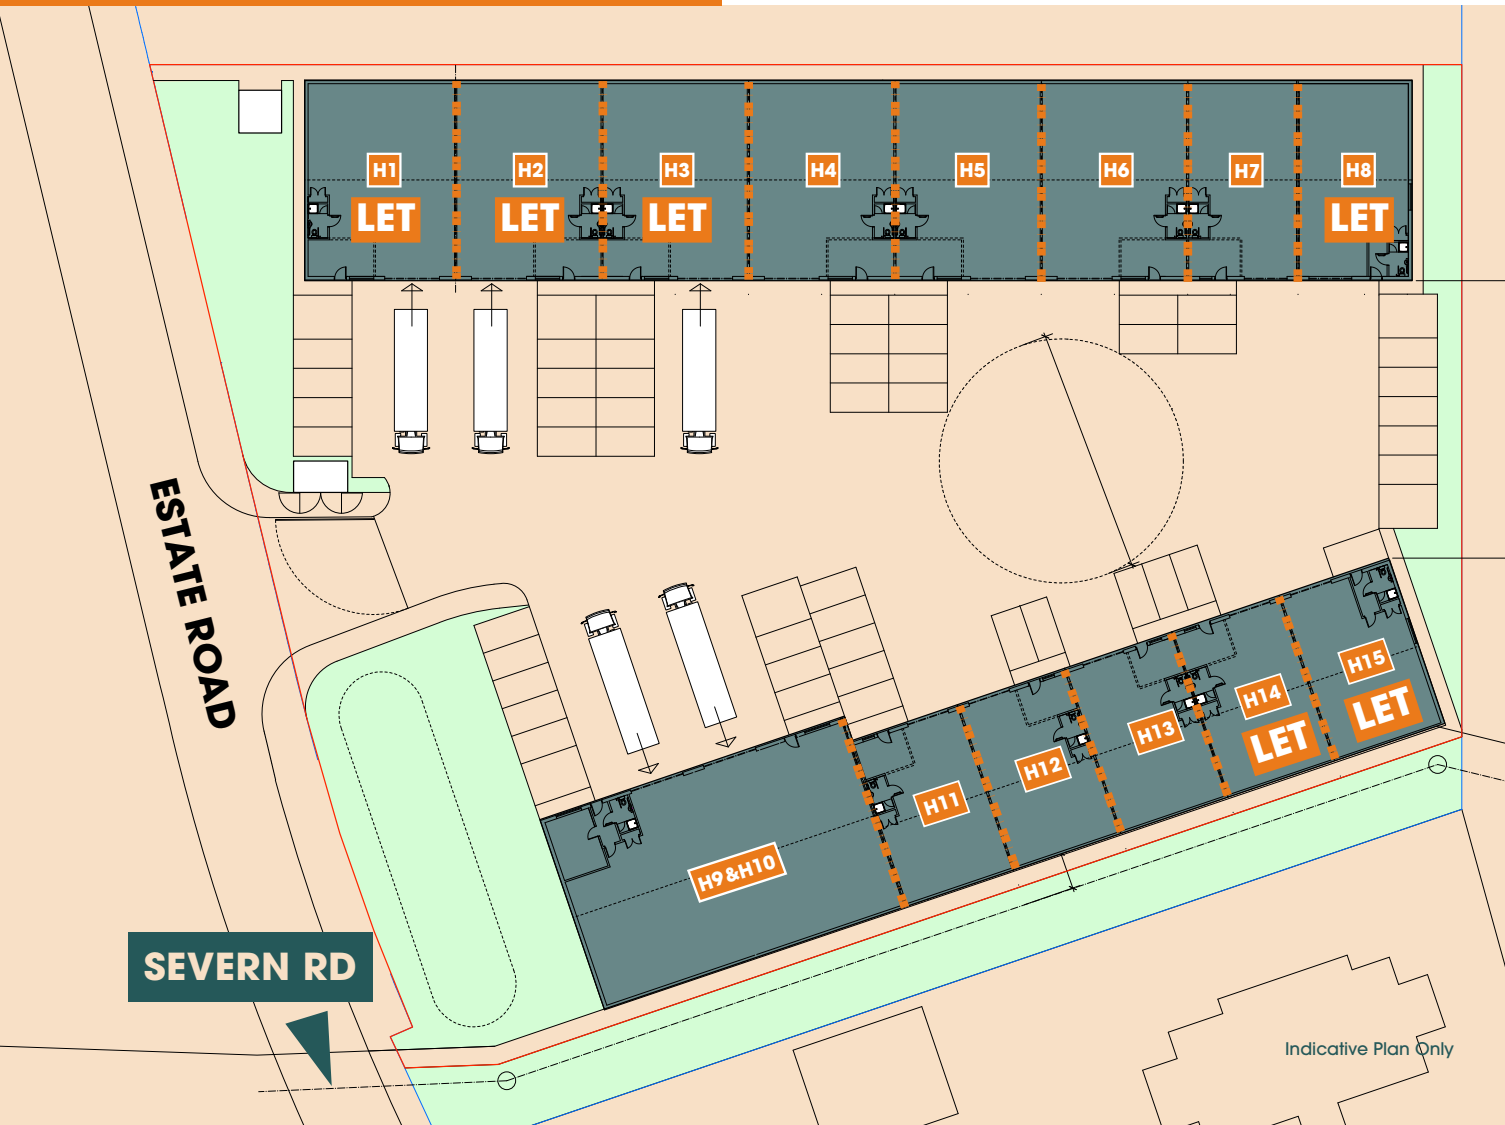 H1
H2
H3
H4
H5
H6
H7
H8
LET
LET
LET
LET
ESTATE ROAD
H15
H14
H13
H12
H11
H9&H10
LET
LET
SEVERN RD
Indicative Plan Only